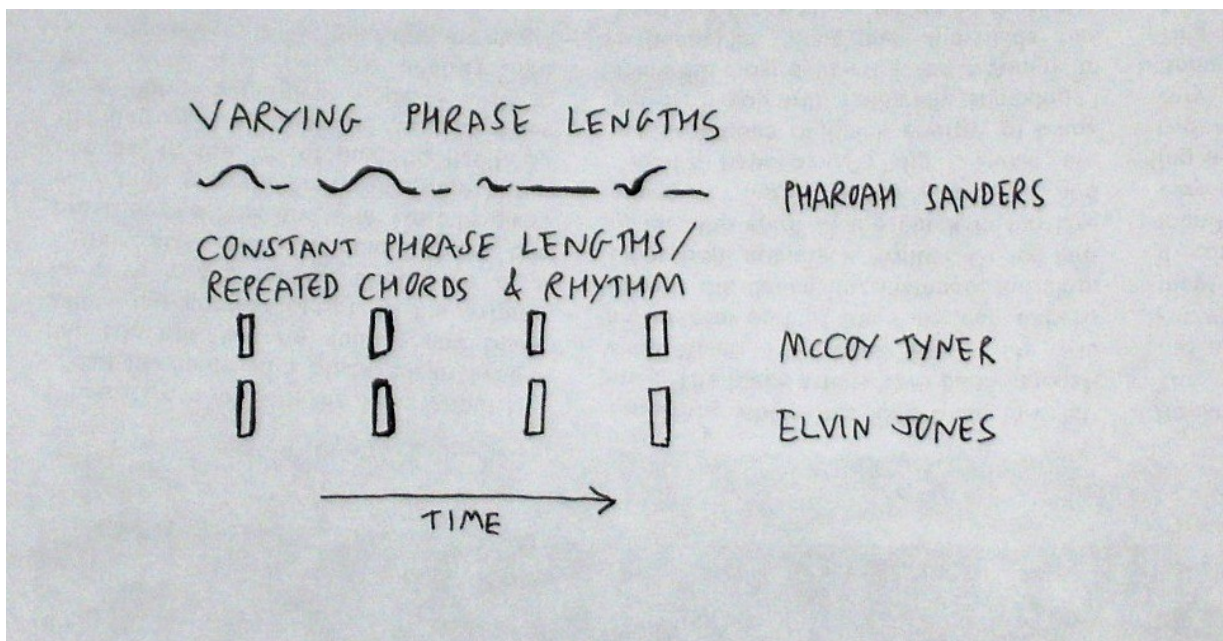 VARYING PHRASE LENGTHS
PHAROAH SANDERS
CONSTANT PHRASE LENGTHS/
REPEATED CHORDS & RHYTHM
McCOY TYNER
ELVIN JONES
TIME